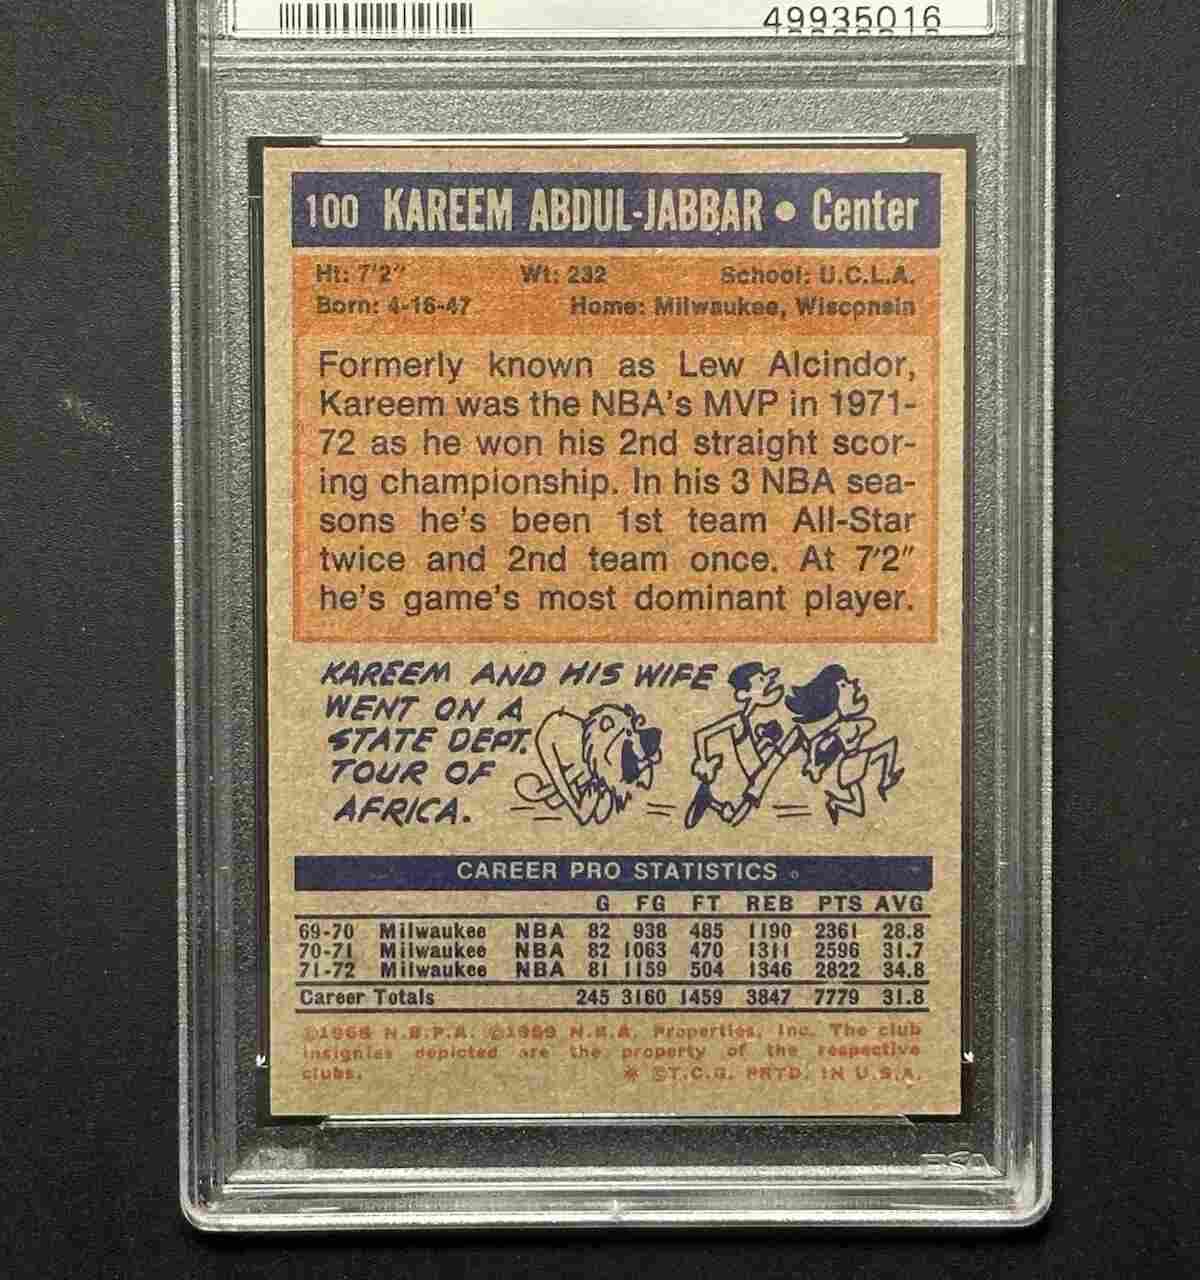 49935016
100 KAREEM ABDUL-JABBAR • Center
Ht: 7'2" Wt: 232 School: U.C.L.A.
Born: 4-16-47 Home: Milwaukee, Wisconsin
Formerly known as Lew Alcindor,
Kareem was the NBA's MVP in 1971-
72 as he won his 2nd straight scor-
ing championship. In his 3 NBA sea-
sons he's been 1st team All-Star
twice and 2nd team once. At 7'2"
he's game's most dominant player.
KAREEM AND HIS WIFE
WENT ON A
STATE DEPT.
TOUR OF
AFRICA.
CAREER PRO STATISTICS
G FG FT REB PTS AVG
69-70 Milwaukee NBA 82 938 485 1190 2361 28.8
70-71 Milwaukee NBA 82 1063 470 1311 2596 31.7
71-72 Milwaukee NBA 81 1159 504 1346 2822 34.8
Career Totals 245 3160 1459 3847 7779 31.8
©1968 N.B.P.A. ©1969 N.B.A. Properties, Inc. The club
insignias depicted are the property of the respective
clubs. * ©T.C.G. PRTD. IN U.S.A.
PSA